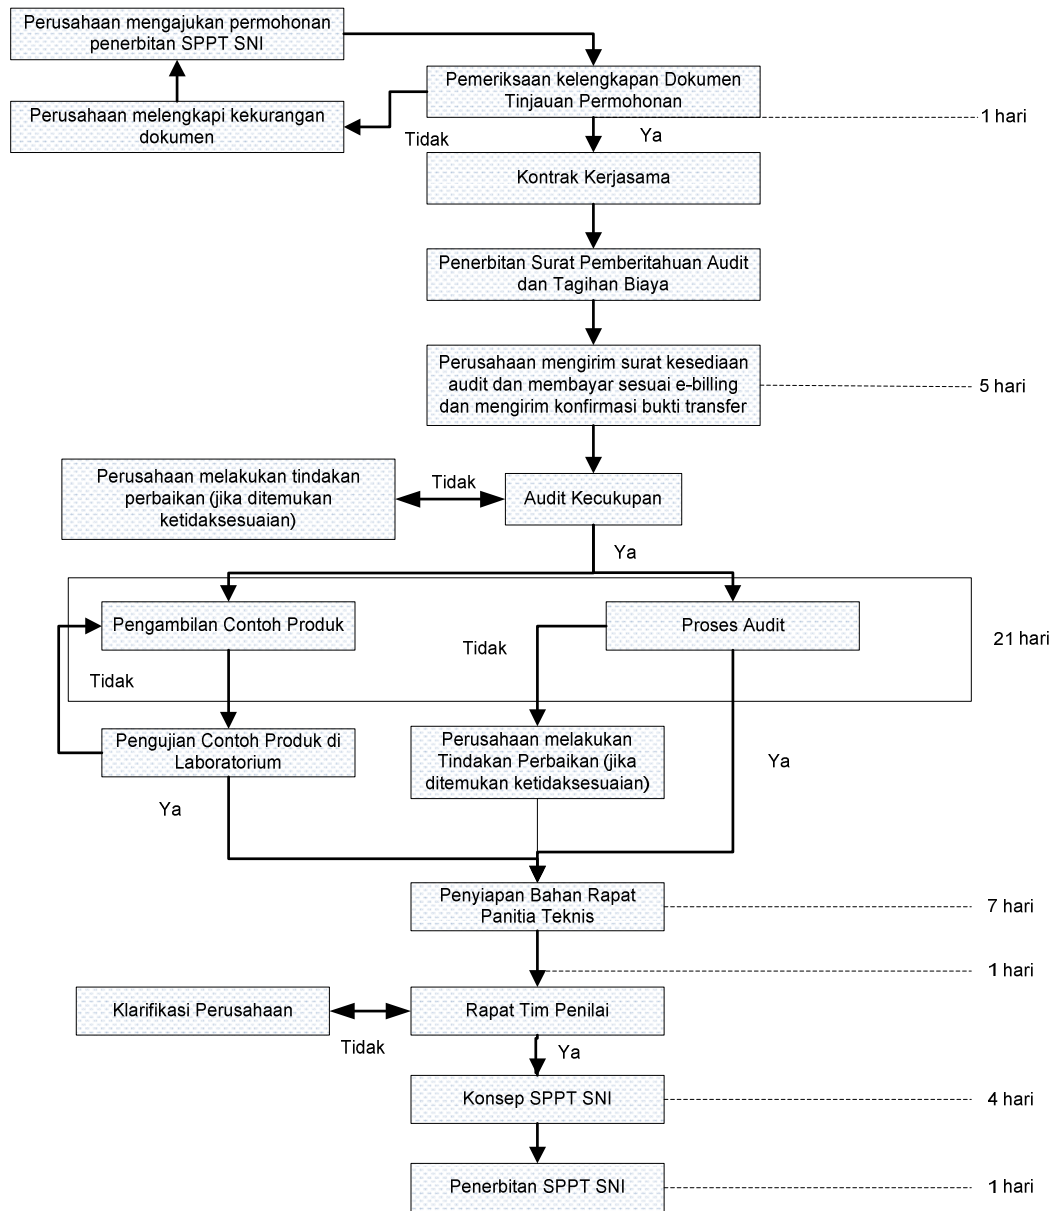 Perusahaan mengajukan permohonan
penerbitan SPPT SNI
Pemeriksaan kelengkapan Dokumen
Tinjauan Permohonan
Perusahaan melengkapi kekurangan
dokumen
Tidak
Ya
1 hari
Kontrak Kerjasama
Penerbitan Surat Pemberitahuan Audit
dan Tagihan Biaya
Perusahaan mengirim surat kesediaan
audit dan membayar sesuai e-billing
dan mengirim konfirmasi bukti transfer
5 hari
Perusahaan melakukan tindakan
perbaikan (jika ditemukan
ketidaksesuaian)
Tidak
Audit Kecukupan
Ya
Pengambilan Contoh Produk
Proses Audit
Tidak
21 hari
Tidak
Pengujian Contoh Produk di
Laboratorium
Perusahaan melakukan
Tindakan Perbaikan (jika
ditemukan ketidaksesuaian)
Ya
Ya
Penyiapan Bahan Rapat
Panitia Teknis
7 hari
1 hari
Klarifikasi Perusahaan
Rapat Tim Penilai
Tidak
Ya
Konsep SPPT SNI
4 hari
Penerbitan SPPT SNI
1 hari